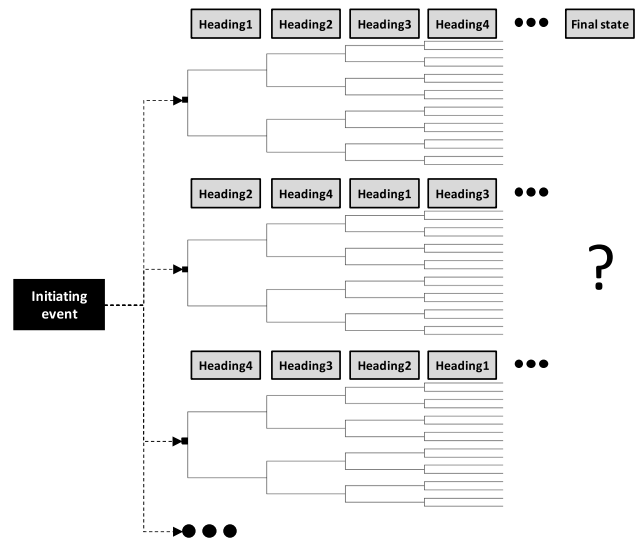 Heading1 Heading2 Heading3 Heading4 ●●● Final state
Heading2 Heading4 Heading1 Heading3 ●●●
?
Initiating
event
Heading4 Heading3 Heading2 Heading1 ●●●
●●●